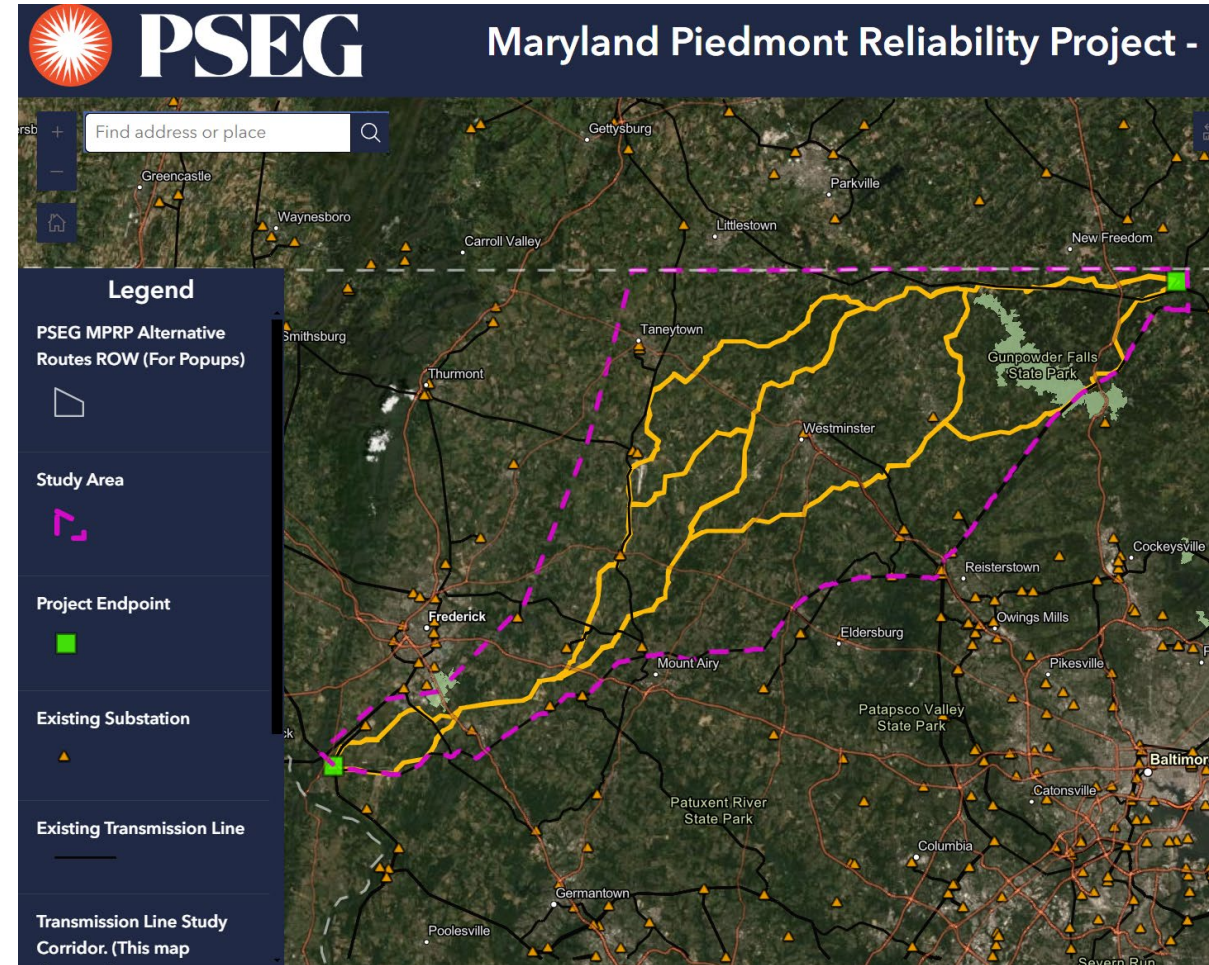 PSEG
Maryland Piedmont Reliability Project -
Find address or place
Gettysburg
Greencastle
Parkville
Waynesboro
Littlestown
Carroll Valley
New Freedom
Legend
PSEG MPRP Alternative
Routes ROW (For Popups)
Smithsburg
Taneytown
Gunpowder Falls
State Park
Thurmont
Westminster
Study Area
Cockeysville
Reisterstown
Project Endpoint
Frederick
Owings Mills
Eldersburg
Mount Airy
Pikesville
Existing Substation
Patapsco Valley
State Park
Baltimor
Catonsville
Patuxent River
State Park
Existing Transmission Line
Columbia
Germantown
Transmission Line Study
Corridor. (This map
Poolesville
Severn Run